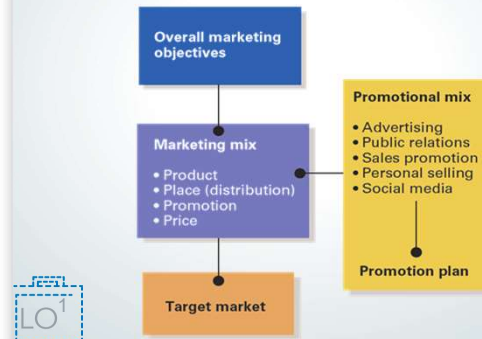 Overall marketing
objectives
Marketing mix
• Product
• Place (distribution)
• Promotion
• Price
Target market
Promotional mix
• Advertising
• Public relations
• Sales promotion
• Personal selling
• Social media
Promotion plan
LO1